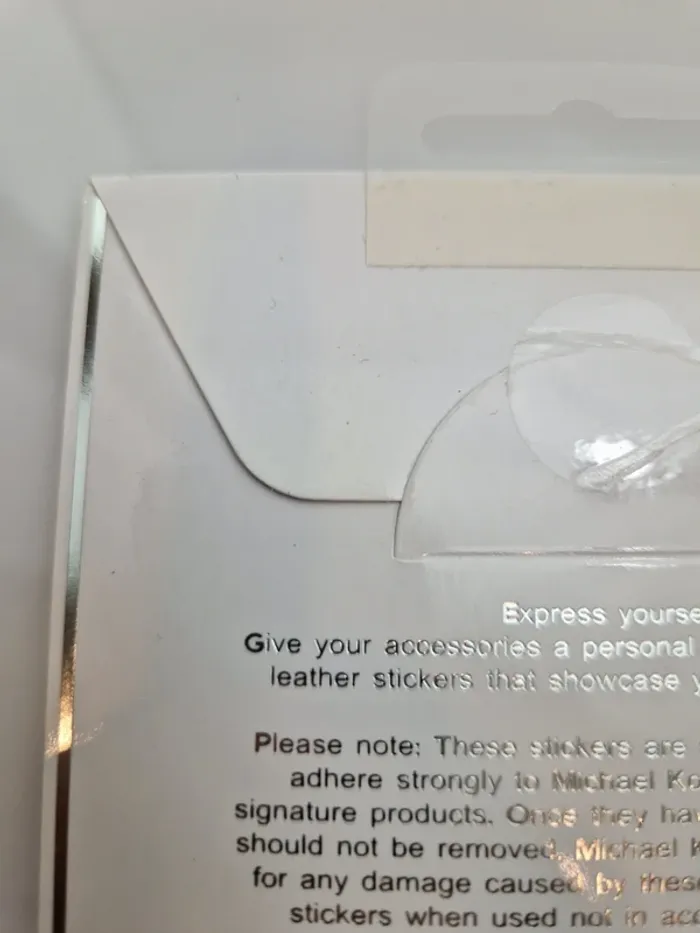 Express yourse
Give your accessories a personal
leather stickers that showcase y
Please note: These stickers are
adhere strongly to Michael Ko
signature products. Once they hav
should not be removed. Michael K
for any damage caused by these
stickers when used not in acc